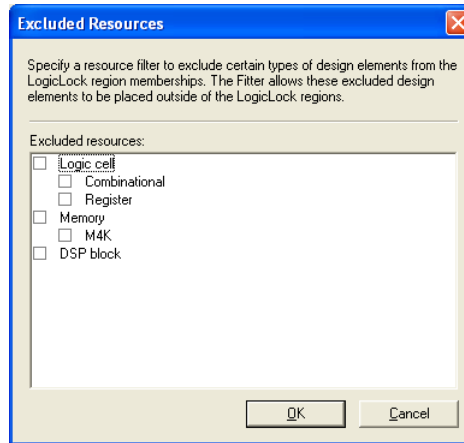 Excluded Resources
Specify a resource filter to exclude certain types of design elements from the
LogicLock region memberships. The Fitter allows these excluded design
elements to be placed outside of the LogicLock regions.
Excluded resources:
Logic cell
Combinational
Register
Memory
M4K
DSP block
OK
Cancel